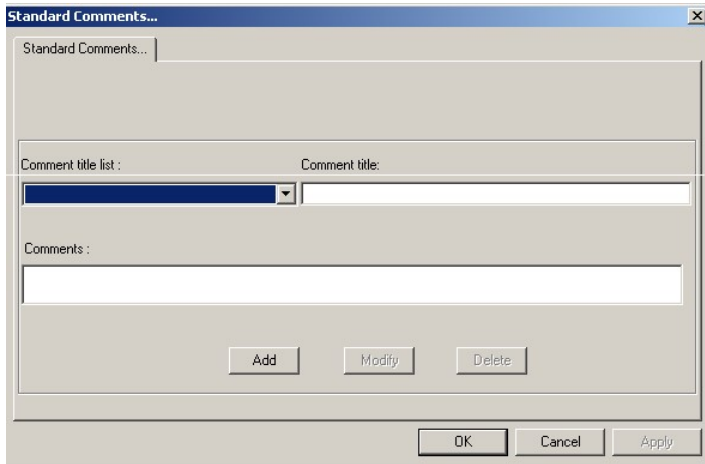 Standard Comments...
Standard Comments...
Comment title list : Comment title:
Comments :
Add Modify Delete
OK Cancel Apply